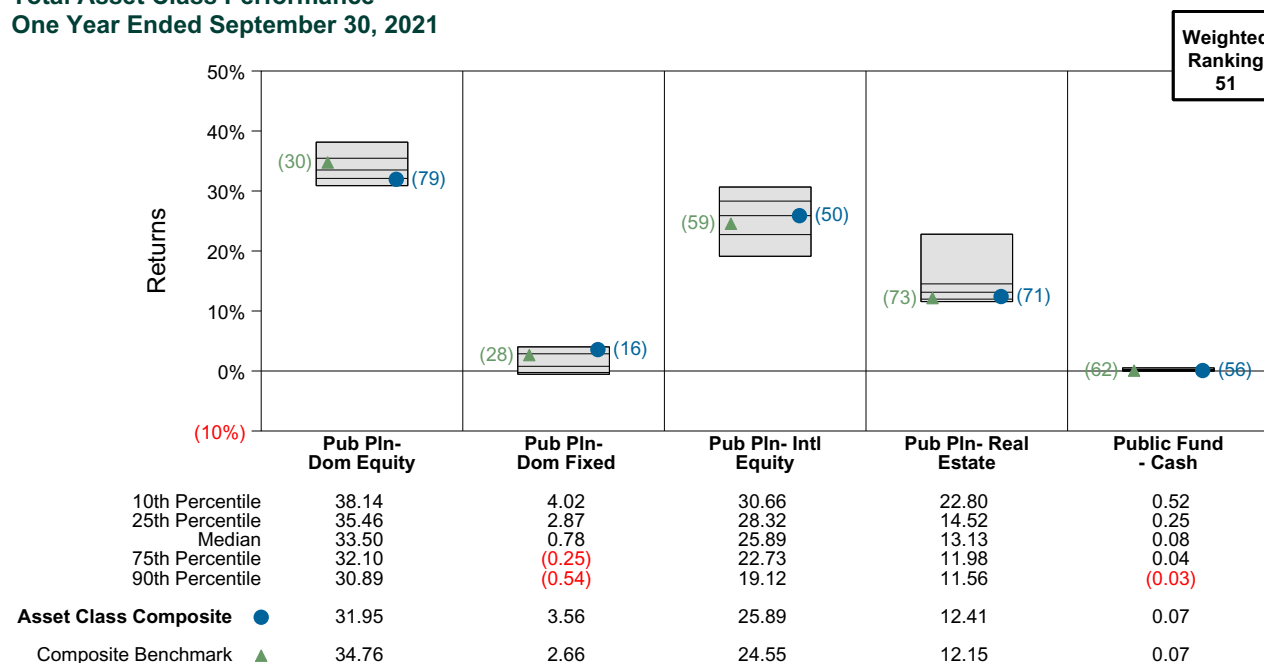 Total Asset Class Performance
One Year Ended September 30, 2021
Weighted
Ranking
51
50%
40%
30%
20%
10%
0%
(10%)
Returns
(30)
(79)
(28)
(16)
(59)
(50)
(73)
(71)
(62)
(56)
Pub Pln- Dom Equity
Pub Pln- Dom Fixed
Pub Pln- Intl Equity
Pub Pln- Real Estate
Public Fund - Cash
10th Percentile 38.14 4.02 30.66 22.80 0.52
25th Percentile 35.46 2.87 28.32 14.52 0.25
Median 33.50 0.78 25.89 13.13 0.08
75th Percentile 32.10 (0.25) 22.73 11.98 0.04
90th Percentile 30.89 (0.54) 19.12 11.56 (0.03)
Asset Class Composite 31.95 3.56 25.89 12.41 0.07
Composite Benchmark 34.76 2.66 24.55 12.15 0.07